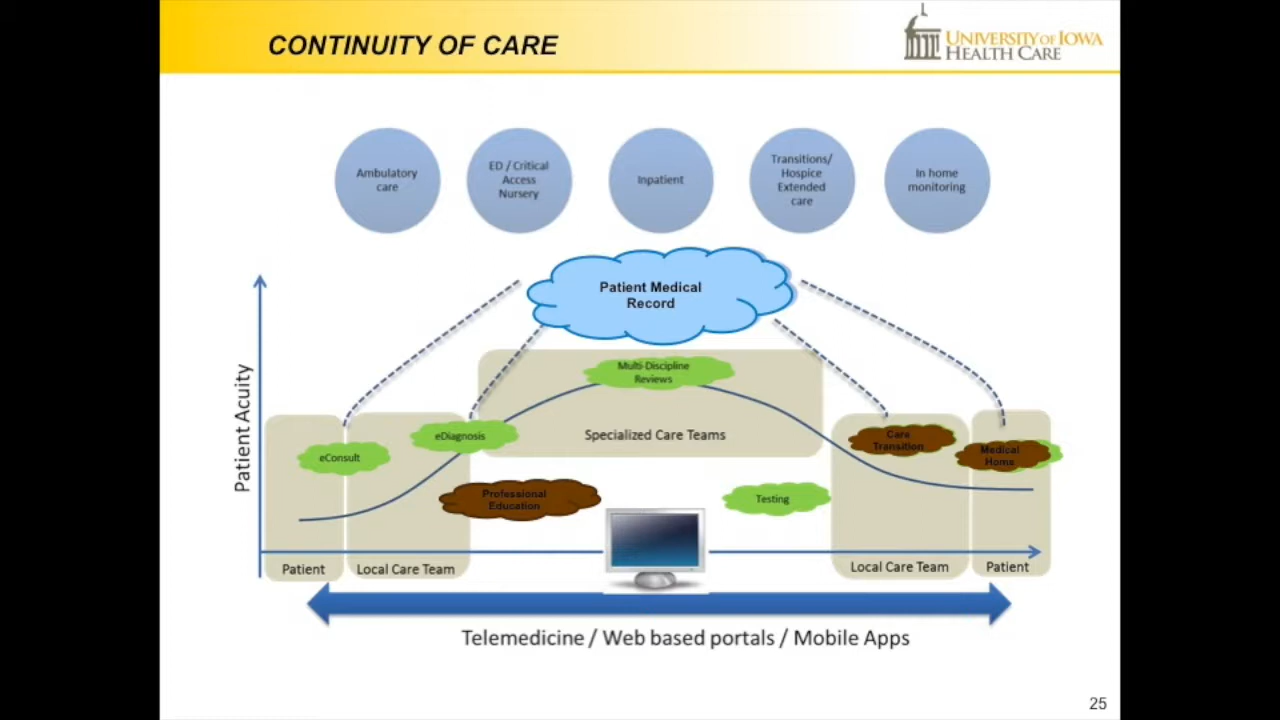 CONTINUITY OF CARE
UNIVERSITY OF IOWA
HEALTH CARE
Ambulatory
care
ED / Critical
Access
Nursery
Inpatient
Transitions/
Hospice
Extended
care
In home
monitoring
Patient Medical
Record
Patient Acuity
Multi-Discipline
Reviews
Specialized Care Teams
eConsult
eDiagnosis
Care
Transition
Medical
Home
Professional
Education
Testing
Patient
Local Care Team
Local Care Team
Patient
Telemedicine / Web based portals / Mobile Apps
25